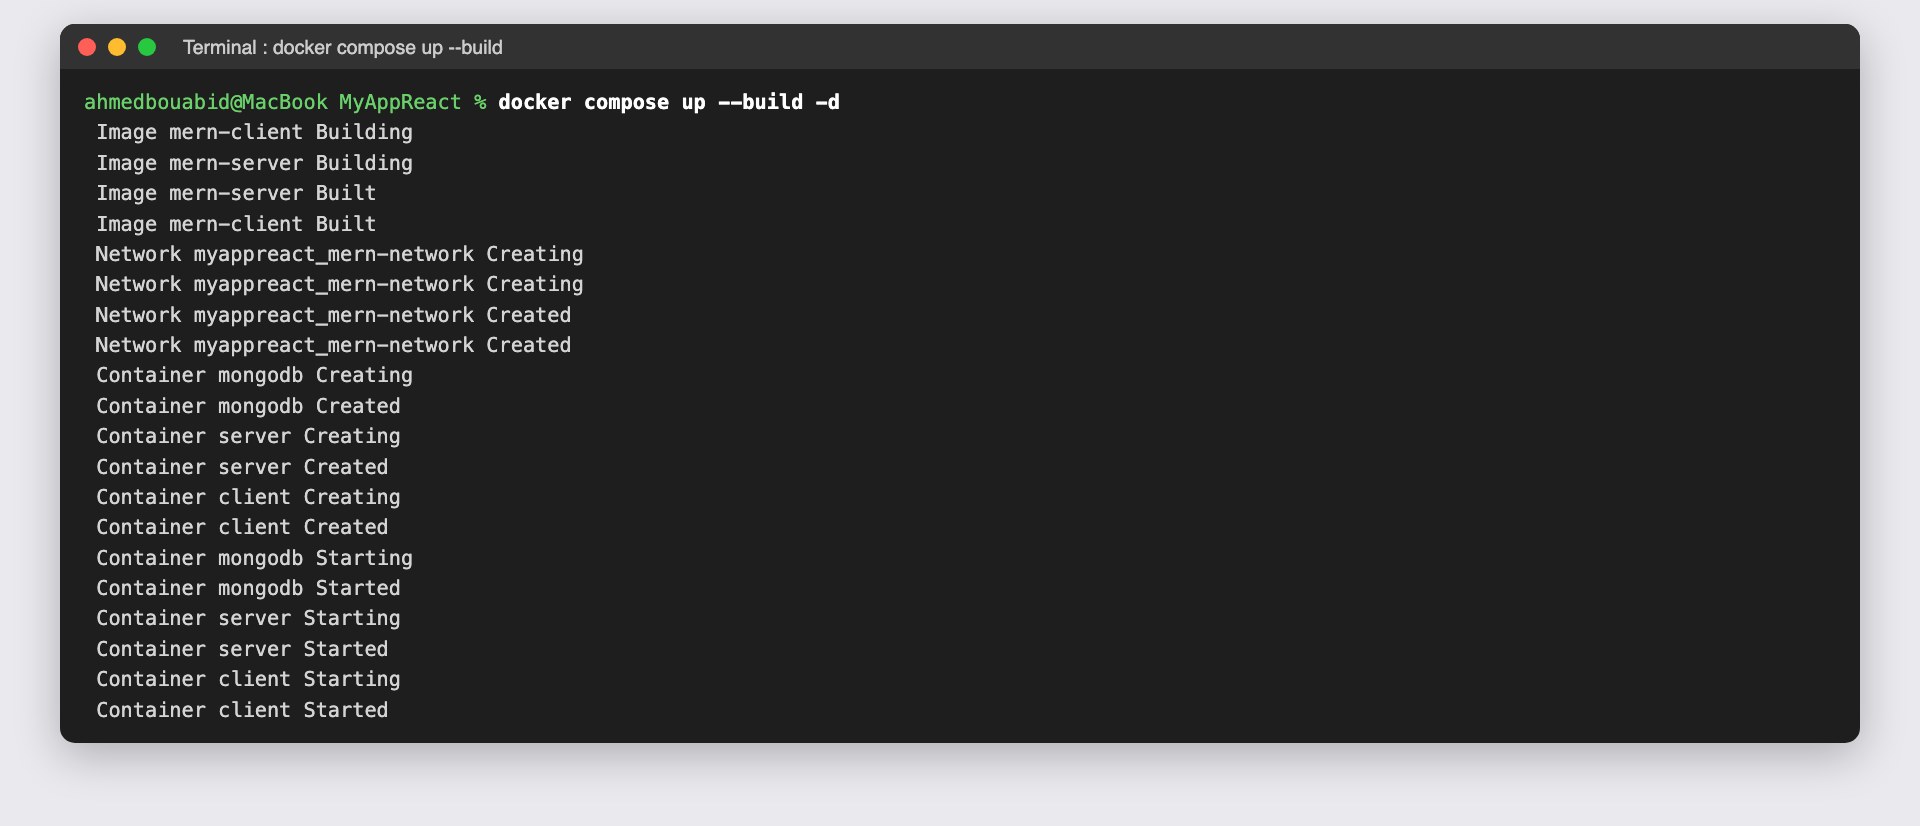 Terminal : docker compose up --build
ahmedbouabid@MacBook MyAppReact % docker compose up --build -d
Image mern-client Building
Image mern-server Building
Image mern-server Built
Image mern-client Built
Network myappreact_mern-network Creating
Network myappreact_mern-network Creating
Network myappreact_mern-network Created
Network myappreact_mern-network Created
Container mongodb Creating
Container mongodb Created
Container server Creating
Container server Created
Container client Creating
Container client Created
Container mongodb Starting
Container mongodb Started
Container server Starting
Container server Started
Container client Starting
Container client Started